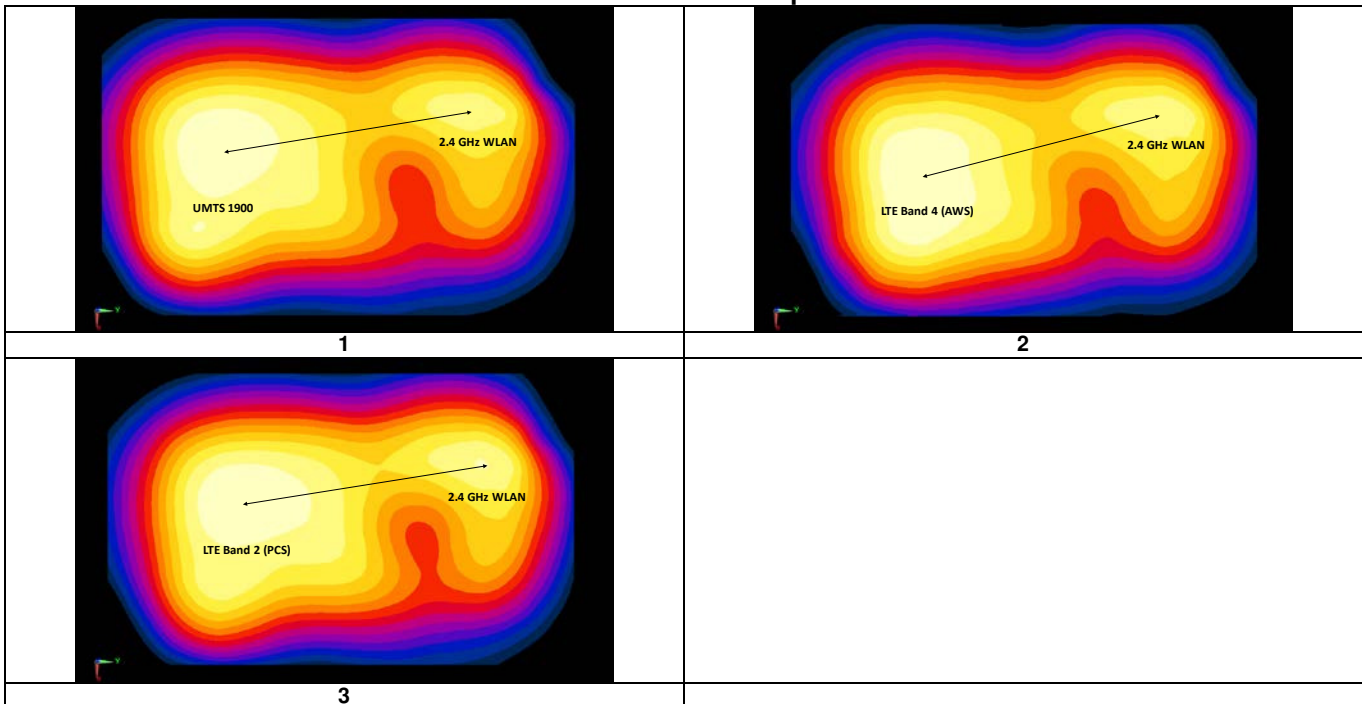 2.4 GHz WLAN
UMTS 1900
Y
2.4 GHz WLAN
LTE Band 4 (AWS)
Y
1
2
2.4 GHz WLAN
LTE Band 2 (PCS)
Y
3